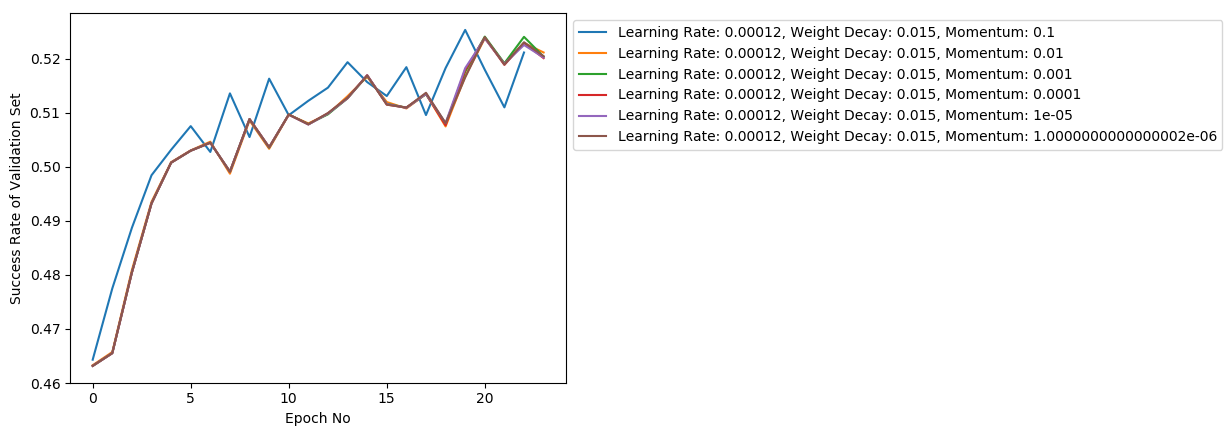 Success Rate of Validation Set
0.52
0.51
0.50
0.49
0.48
0.47
0.46
0
5
10
15
20
Epoch No
Learning Rate: 0.00012, Weight Decay: 0.015, Momentum: 0.1
Learning Rate: 0.00012, Weight Decay: 0.015, Momentum: 0.01
Learning Rate: 0.00012, Weight Decay: 0.015, Momentum: 0.001
Learning Rate: 0.00012, Weight Decay: 0.015, Momentum: 0.0001
Learning Rate: 0.00012, Weight Decay: 0.015, Momentum: 1e-05
Learning Rate: 0.00012, Weight Decay: 0.015, Momentum: 1.0000000000000002e-06